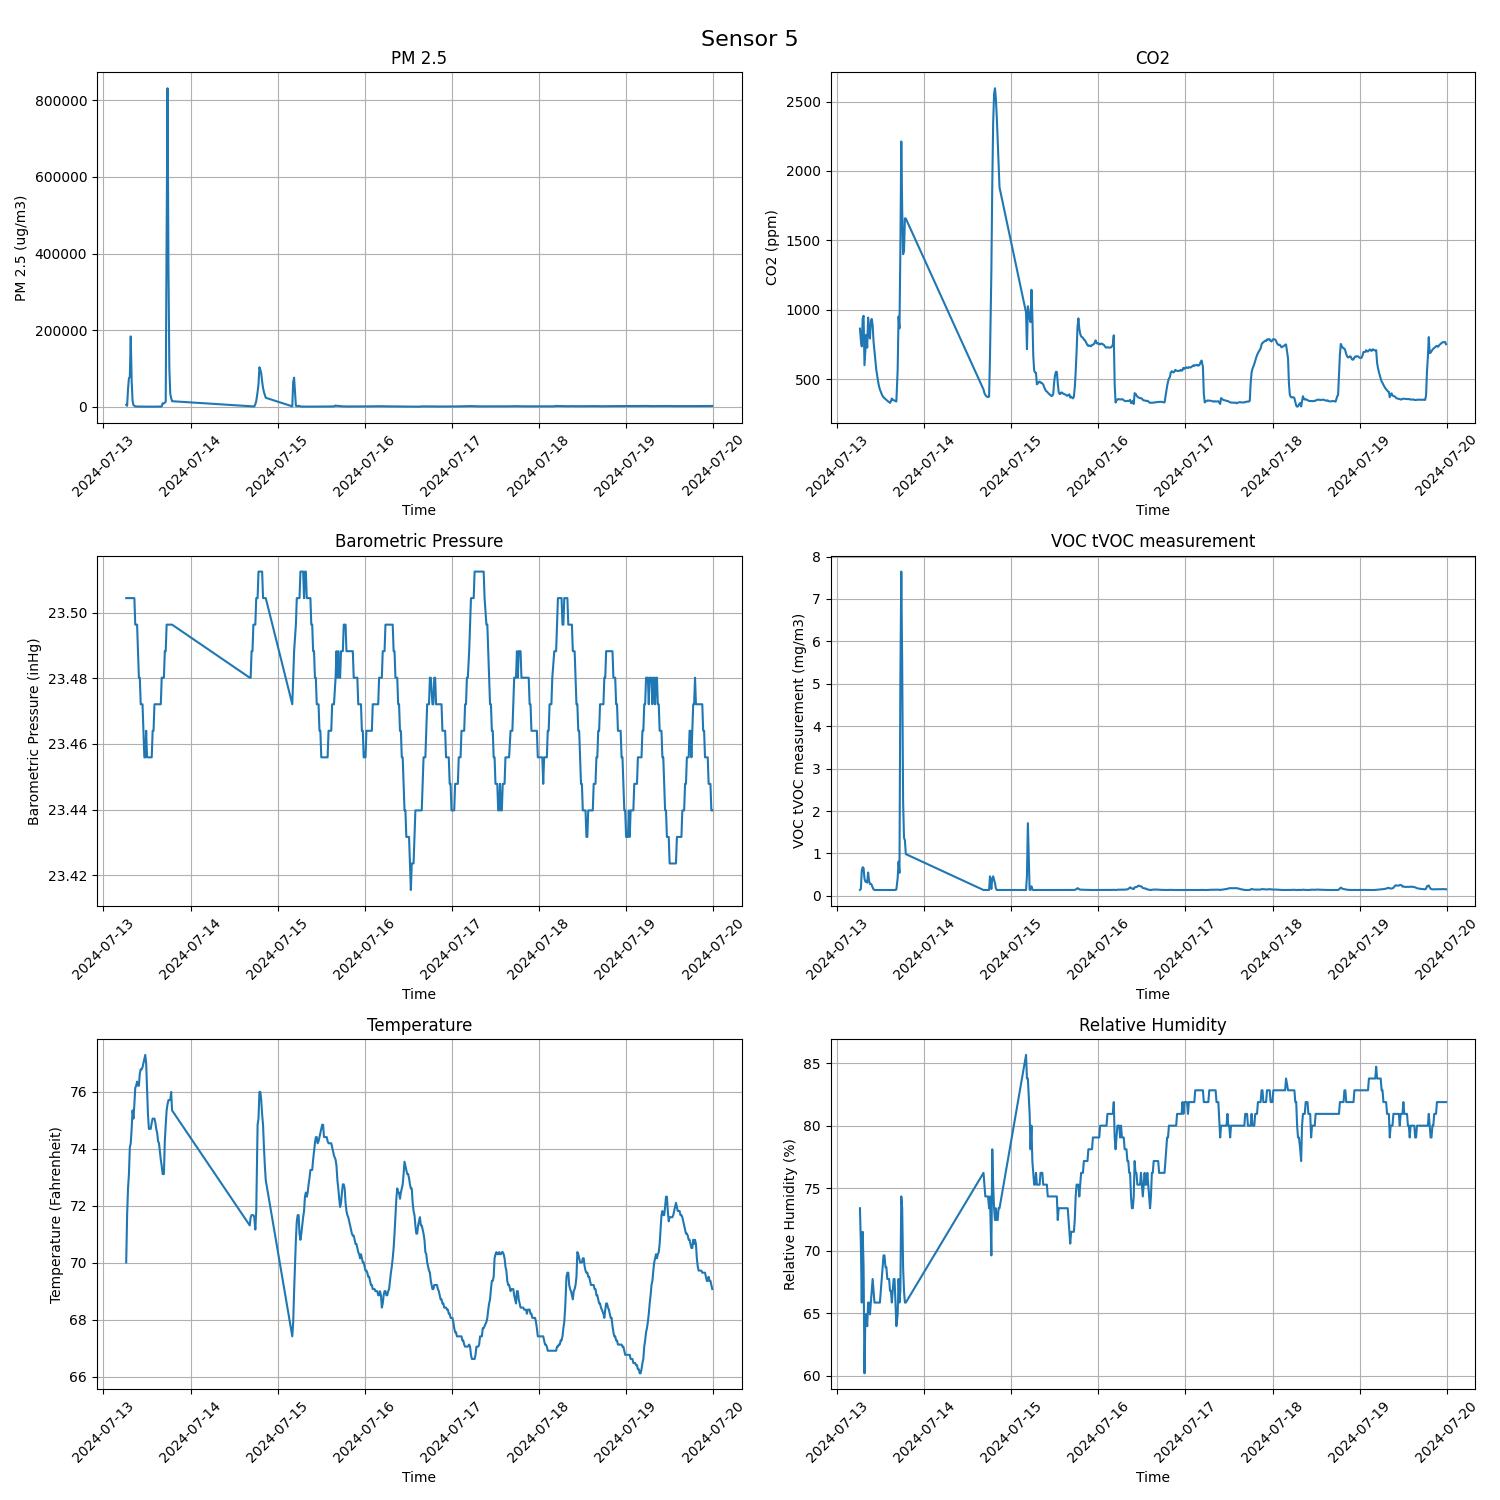 Sensor 5
PM 2.5
PM 2.5 (ug/m3)
800000
600000
400000
200000
0
2024-07-13 2024-07-14 2024-07-15 2024-07-16 2024-07-17 2024-07-18 2024-07-19 2024-07-20
Time
CO2
CO2 (ppm)
2500
2000
1500
1000
500
2024-07-13 2024-07-14 2024-07-15 2024-07-16 2024-07-17 2024-07-18 2024-07-19 2024-07-20
Time
Barometric Pressure
Barometric Pressure (inHg)
23.50
23.48
23.46
23.44
23.42
2024-07-13 2024-07-14 2024-07-15 2024-07-16 2024-07-17 2024-07-18 2024-07-19 2024-07-20
Time
VOC tVOC measurement
VOC tVOC measurement (mg/m3)
8
7
6
5
4
3
2
1
0
2024-07-13 2024-07-14 2024-07-15 2024-07-16 2024-07-17 2024-07-18 2024-07-19 2024-07-20
Time
Temperature
Temperature (Fahrenheit)
76
74
72
70
68
66
2024-07-13 2024-07-14 2024-07-15 2024-07-16 2024-07-17 2024-07-18 2024-07-19 2024-07-20
Time
Relative Humidity
Relative Humidity (%)
85
80
75
70
65
60
2024-07-13 2024-07-14 2024-07-15 2024-07-16 2024-07-17 2024-07-18 2024-07-19 2024-07-20
Time